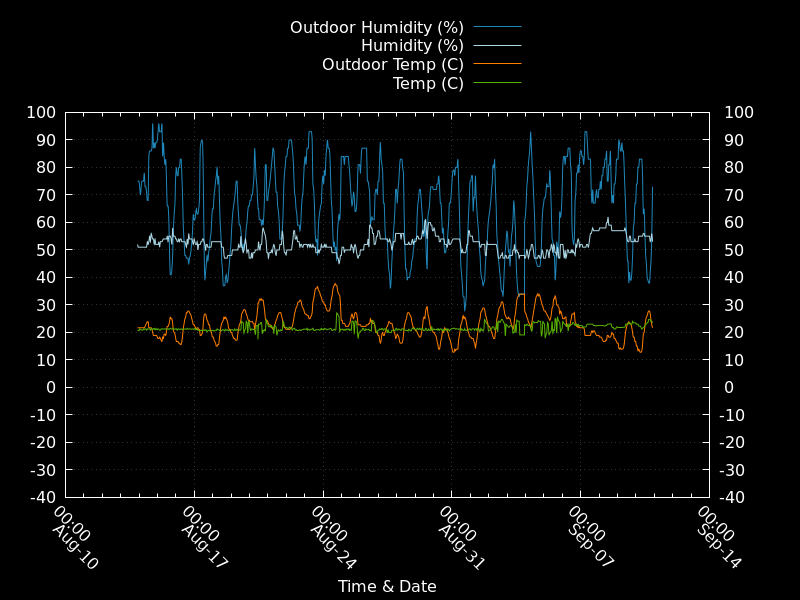 Outdoor Humidity (%)
Humidity (%)
Outdoor Temp (C)
Temp (C)
100 100
90 90
80 80
70 70
60 60
50 50
40 40
30 30
20 20
10 10
0 0
-10 -10
-20 -20
-30 -30
-40 -40
00:00
Aug-10
00:00
Aug-17
00:00
Aug-24
00:00
Aug-31
00:00
Sep-07
00:00
Sep-14
Time & Date